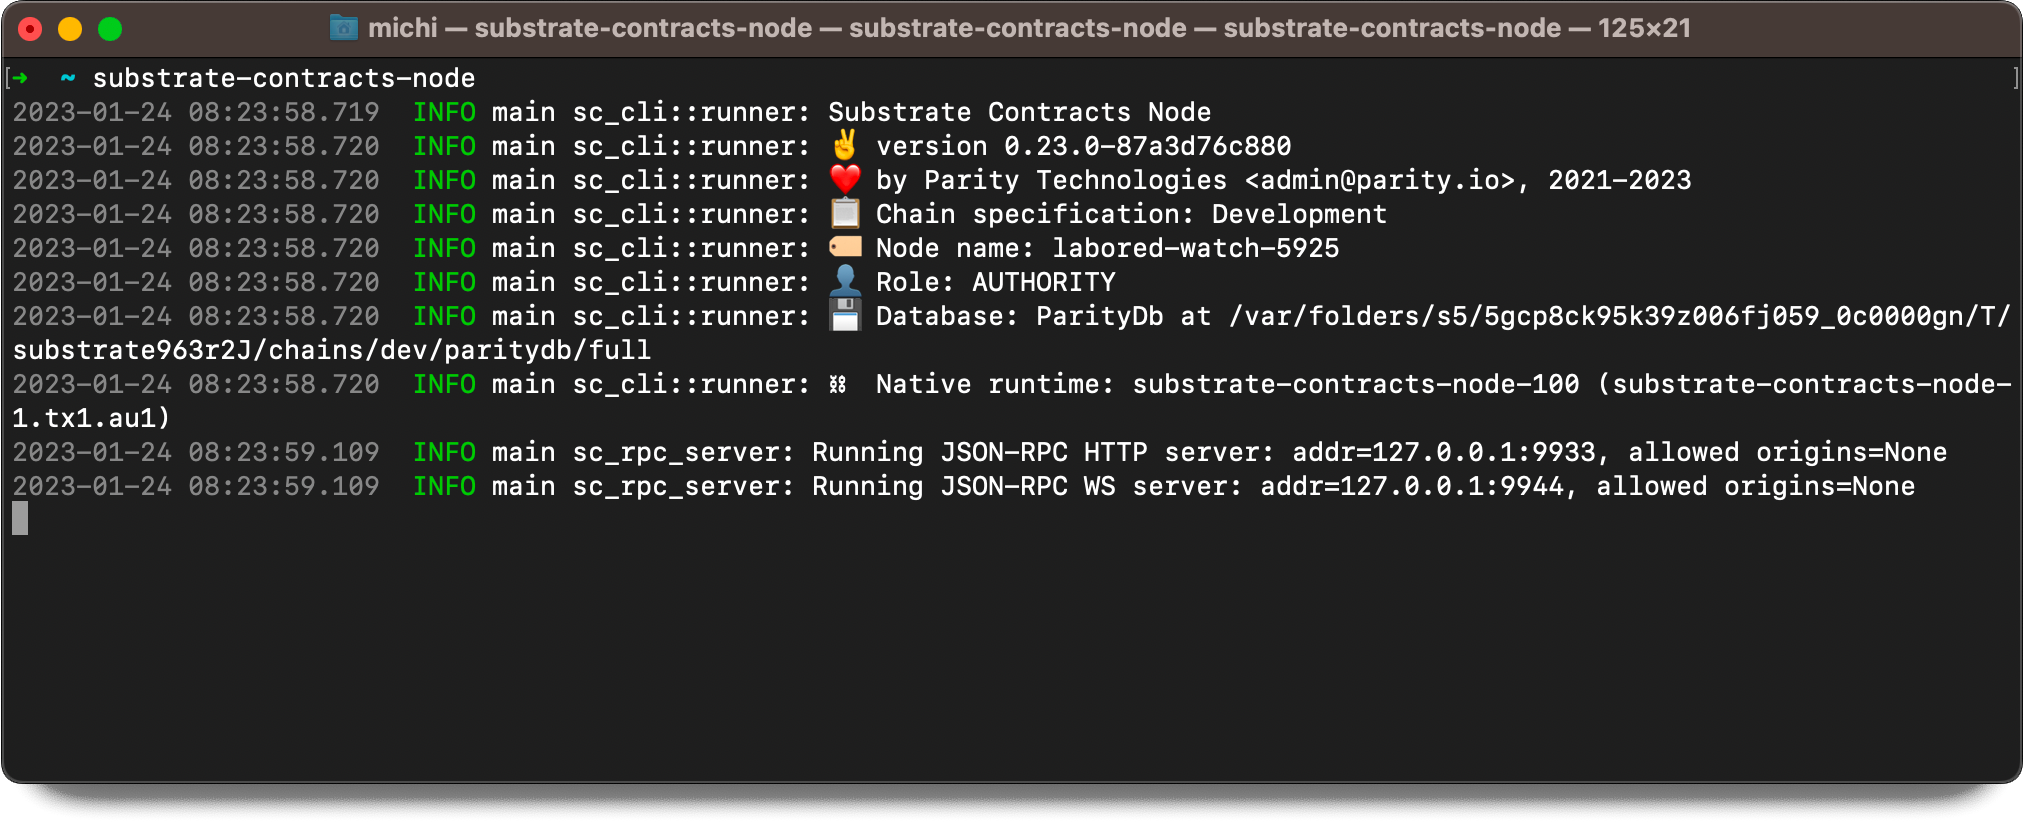 michi — substrate-contracts-node — substrate-contracts-node — substrate-contracts-node — 125×21
[➜  ~ substrate-contracts-node ]
2023-01-24 08:23:58.719  INFO main sc_cli::runner: Substrate Contracts Node
2023-01-24 08:23:58.720  INFO main sc_cli::runner: ✌️ version 0.23.0-87a3d76c880
2023-01-24 08:23:58.720  INFO main sc_cli::runner: ❤️ by Parity Technologies <admin@parity.io>, 2021-2023
2023-01-24 08:23:58.720  INFO main sc_cli::runner: 📋 Chain specification: Development
2023-01-24 08:23:58.720  INFO main sc_cli::runner: 🏷 Node name: labored-watch-5925
2023-01-24 08:23:58.720  INFO main sc_cli::runner: 👤 Role: AUTHORITY
2023-01-24 08:23:58.720  INFO main sc_cli::runner: 💾 Database: ParityDb at /var/folders/s5/5gcp8ck95k39z006fj059_0c0000gn/T/
substrate963r2J/chains/dev/paritydb/full
2023-01-24 08:23:58.720  INFO main sc_cli::runner: ⛓  Native runtime: substrate-contracts-node-100 (substrate-contracts-node-
1.tx1.au1)
2023-01-24 08:23:59.109  INFO main sc_rpc_server: Running JSON-RPC HTTP server: addr=127.0.0.1:9933, allowed origins=None
2023-01-24 08:23:59.109  INFO main sc_rpc_server: Running JSON-RPC WS server: addr=127.0.0.1:9944, allowed origins=None